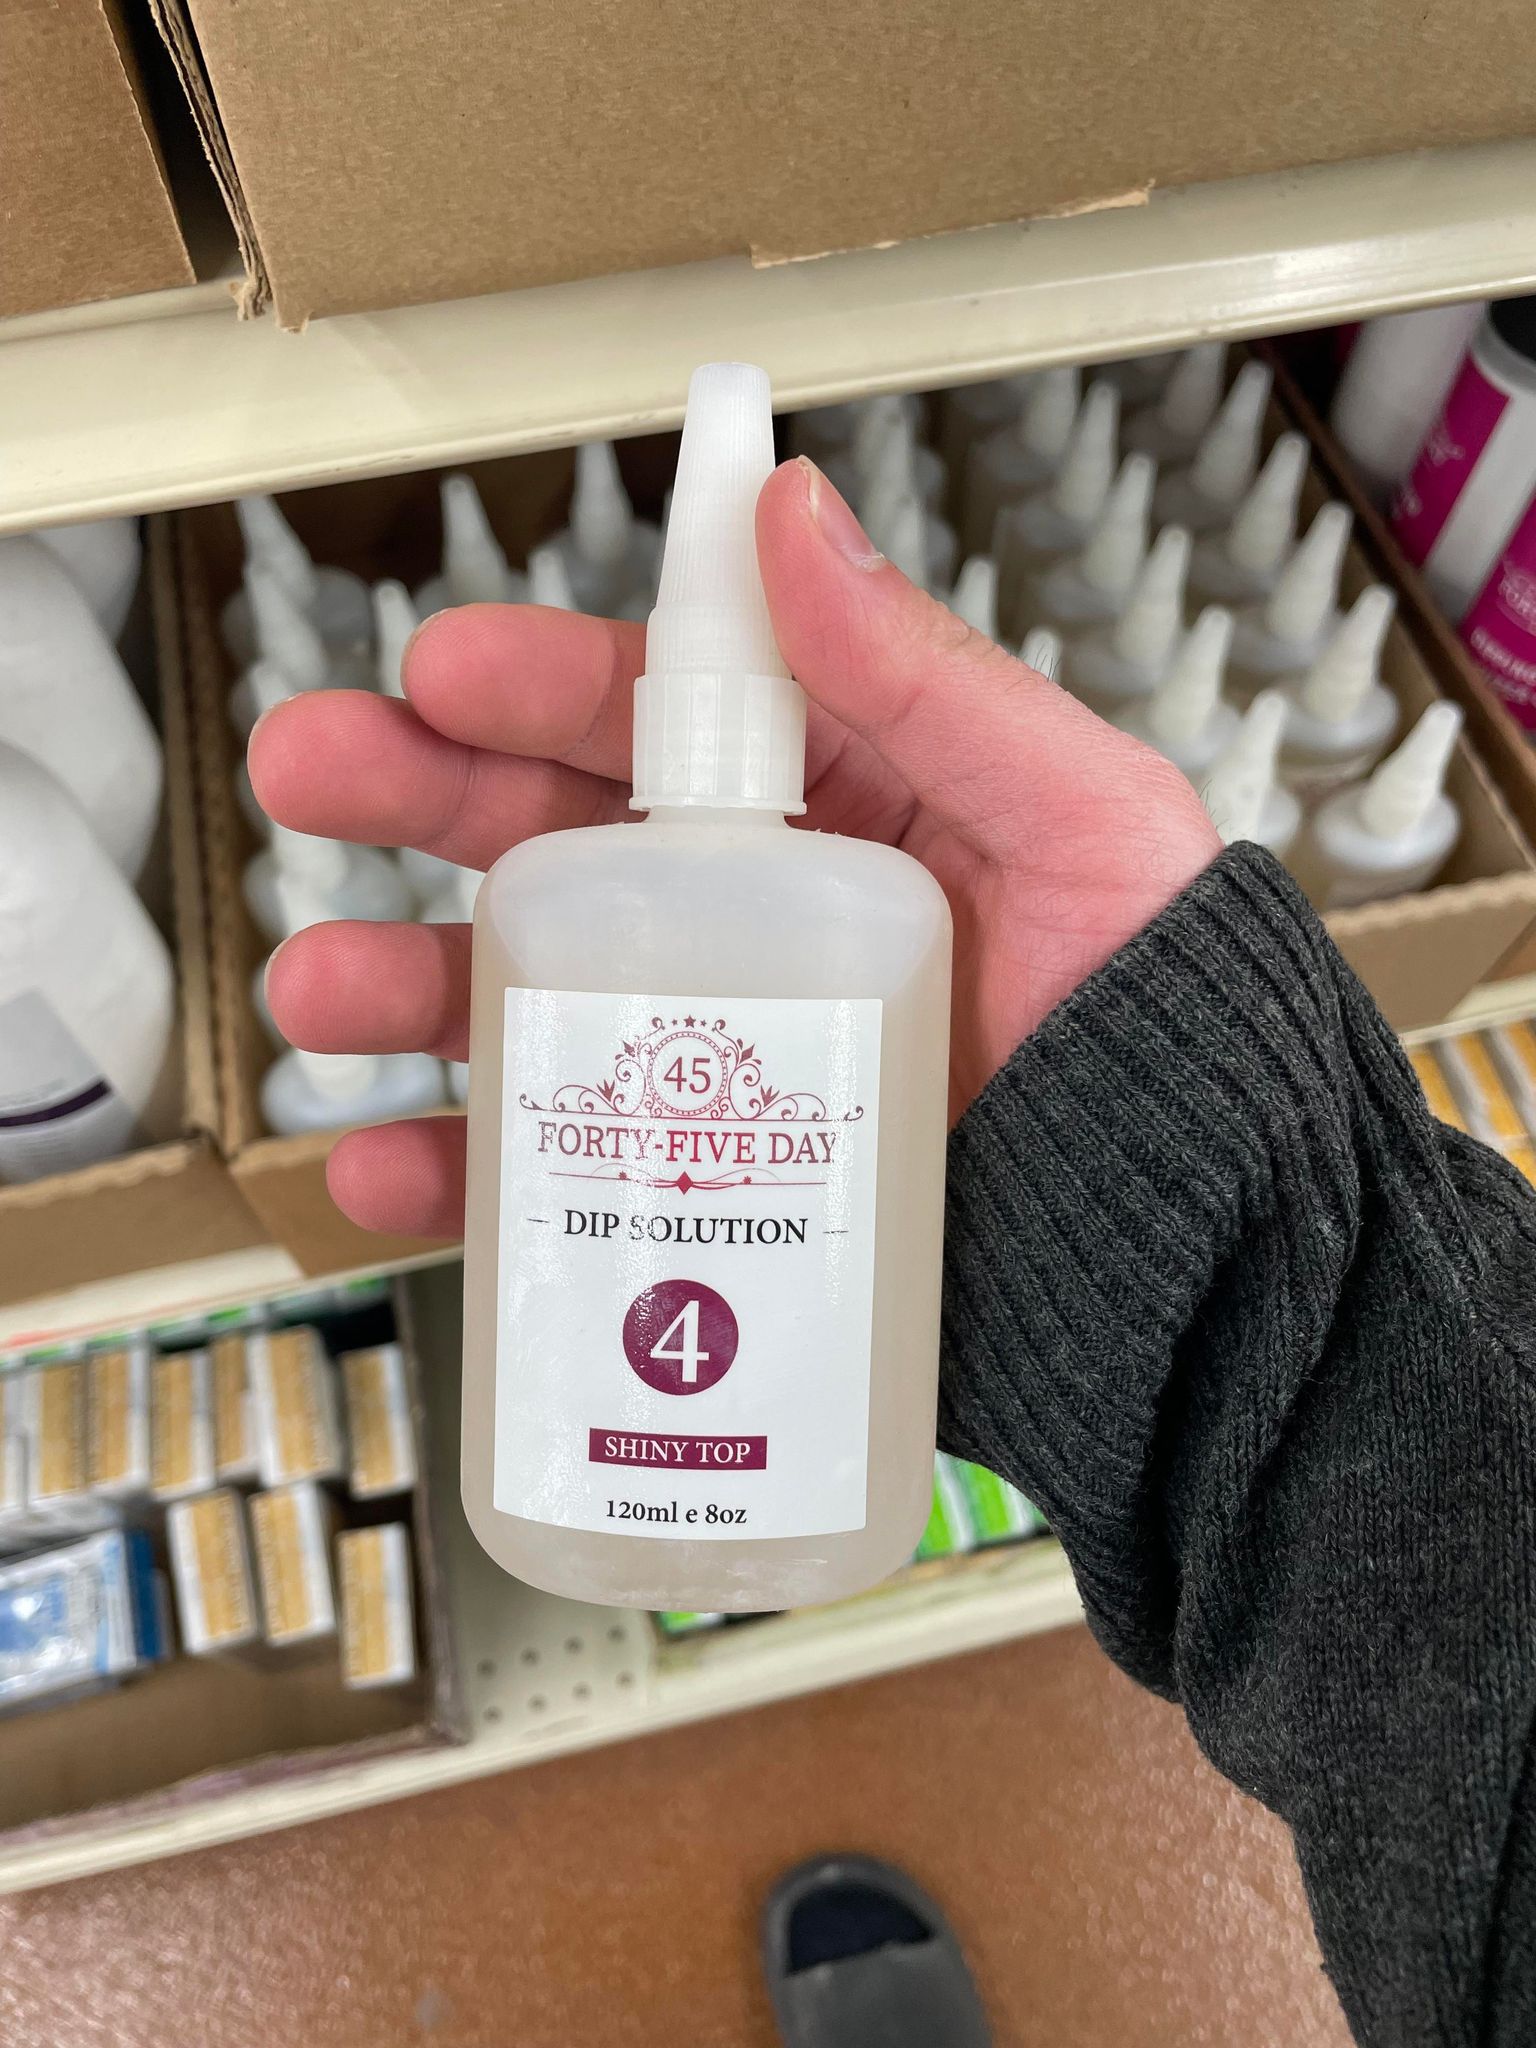 45
FORTY-FIVE DAY
DIP SOLUTION
4
SHINY TOP
120ml e 8oz